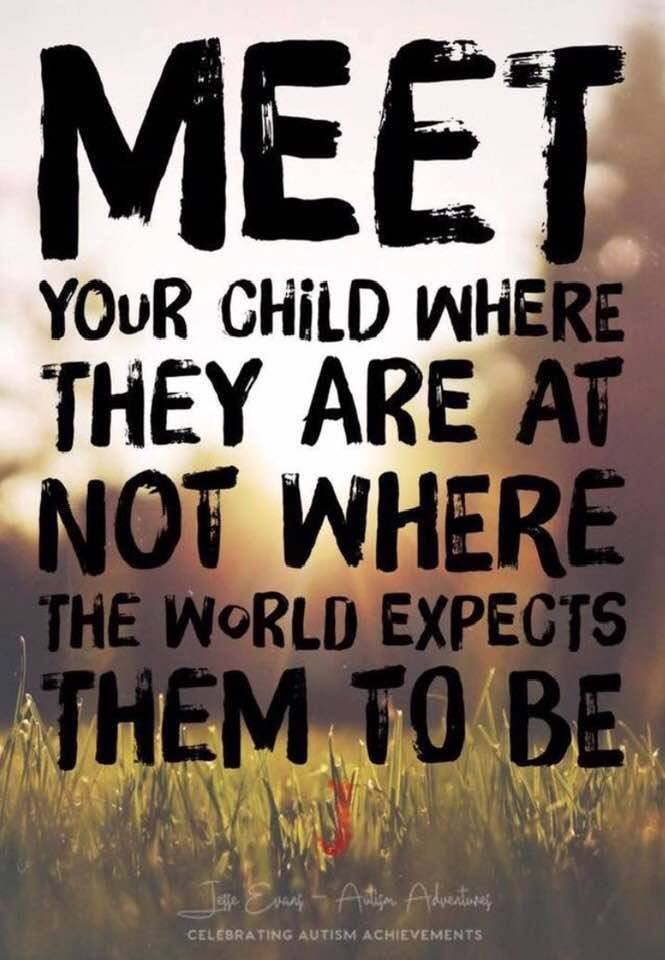 MEET
YOUR CHILD WHERE
THEY ARE AT
NOT WHERE
THE WORLD EXPECTS
THEM TO BE
J
Jesse Evans - Autism Adventures
CELEBRATING AUTISM ACHIEVEMENTS